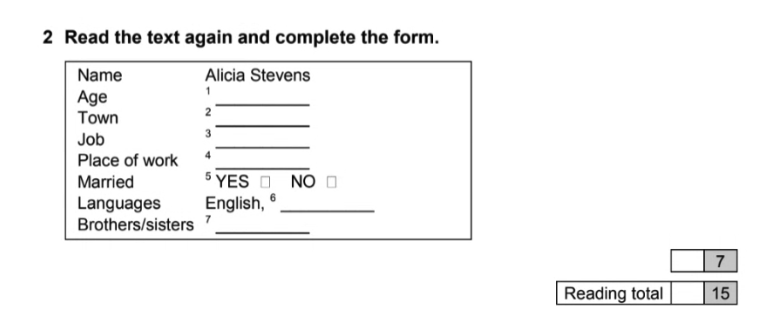 2 Read the text again and complete the form.
Name Alicia Stevens
Age 1 __________
Town 2 __________
Job 3 __________
Place of work 4 __________
Married 5 YES □ NO □
Languages English, 6 __________
Brothers/sisters 7 __________
7
Reading total 15